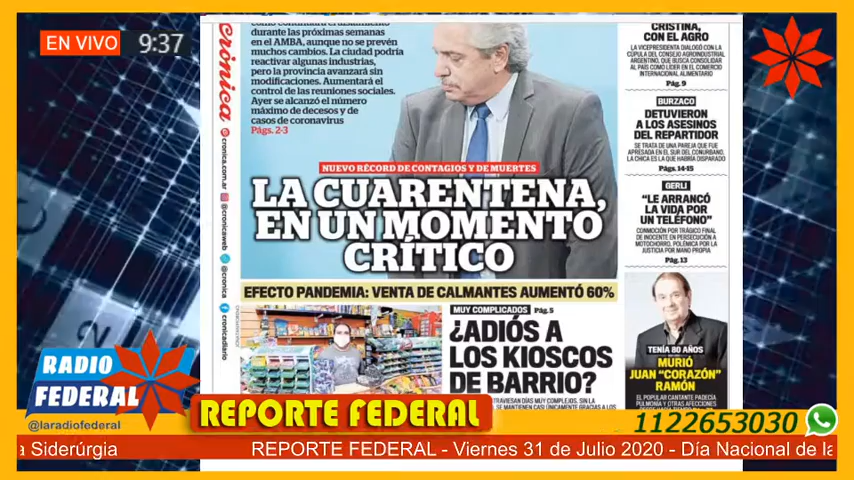 EN VIVO 9:37
Crónica
cronica.com.ar
@cronicaweb
@cronica
cronicadiario
durante las próximas semanas
en el AMBA, aunque no se prevén
muchos cambios. La ciudad podría
reactivar algunas industrias,
pero la provincia avanzará sin
modificaciones. Aumentará el
control de las reuniones sociales.
Ayer se alcanzó el número
máximo de decesos y de
casos de coronavirus
Págs. 2-3
NUEVO RÉCORD DE CONTAGIOS Y DE MUERTES
LA CUARENTENA,
EN UN MOMENTO
CRÍTICO
EFECTO PANDEMIA: VENTA DE CALMANTES AUMENTÓ 60%
MUY COMPLICADOS Pág. 5
¿ADIÓS A
LOS KIOSCOS
DE BARRIO?
CRISTINA,
CON EL AGRO
LA VICEPRESIDENTA DIALOGÓ CON LA
CÚPULA DEL CONSEJO AGROINDUSTRIAL
ARGENTINO, QUE BUSCA CONSOLIDAR
AL PAÍS COMO LÍDER EN EL COMERCIO
INTERNACIONAL ALIMENTARIO
Pág. 9
BURZACO
DETUVIERON
A LOS ASESINOS
DEL REPARTIDOR
SE TRATA DE UNA PAREJA QUE FUE
APRESADA EN EL SUR DEL CONURBANO,
LA CHICA ES LA QUE HABRÍA DISPARADO
Págs. 14-15
GERLI
"LE ARRANCÓ
LA VIDA POR
UN TELÉFONO"
CONMOCIÓN POR TRÁGICO FINAL
DE INOCENTE EN PERSECUCIÓN A
MOTOCHORRO. POLÉMICA POR LA
JUSTICIA POR MANO PROPIA
Pág. 13
TENÍA 80 AÑOS
MURIÓ
JUAN "CORAZÓN"
RAMÓN
EL POPULAR CANTANTE PADECÍA
PULMONÍA Y OTRAS AFECCIONES
RADIO
FEDERAL
@laradiofederal
REPORTE FEDERAL
1122653030
a Siderúrgia REPORTE FEDERAL - Viernes 31 de Julio 2020 - Día Nacional de la